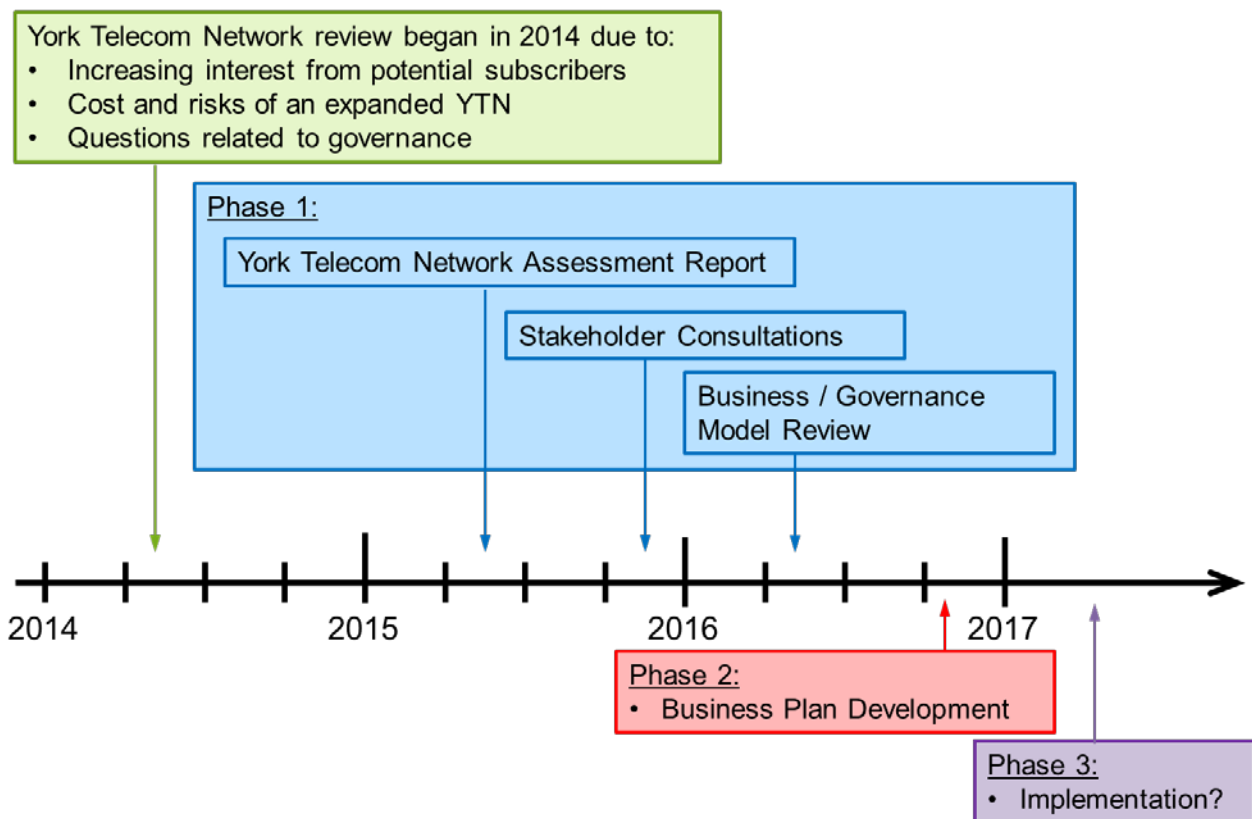 York Telecom Network review began in 2014 due to:
• Increasing interest from potential subscribers
• Cost and risks of an expanded YTN
• Questions related to governance
Phase 1:
York Telecom Network Assessment Report
Stakeholder Consultations
Business / Governance
Model Review
2014
2015
2016
2017
Phase 2:
• Business Plan Development
Phase 3:
• Implementation?